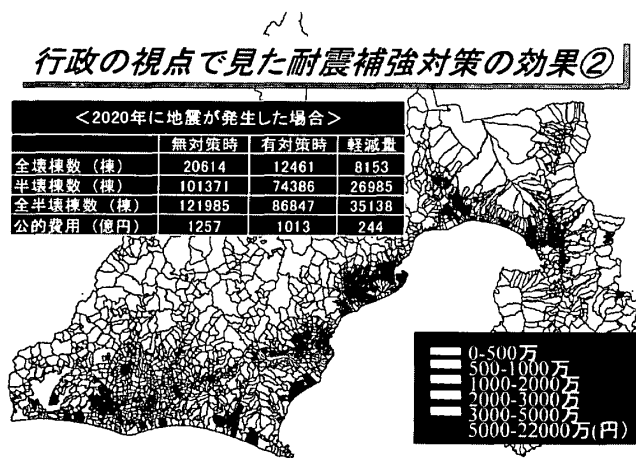 行政の視点で見た耐震補強対策の効果②
＜2020年に地震が発生した場合＞
無対策時 有対策時 軽減量
全壊棟数（棟） 20614 12461 8153
半壊棟数（棟） 101371 74386 26985
全半壊棟数（棟） 121985 86847 35138
公的費用（億円） 1257 1013 244
0-500万
500-1000万
1000-2000万
2000-3000万
3000-5000万
5000-22000万(円)